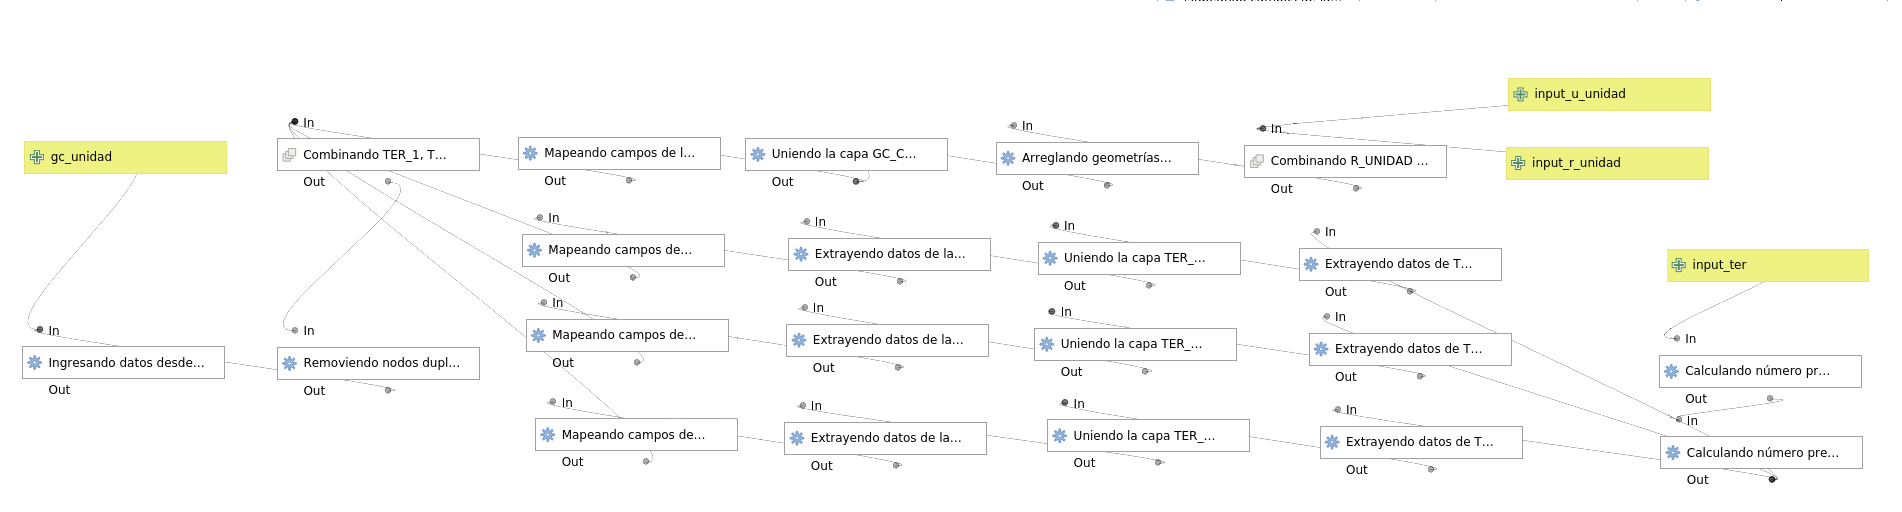 input_u_unidad
In
In
In
gc_unidad
Combinando TER_1, T...
Mapeando campos de l...
Uniendo la capa GC_C...
Arreglando geometrías...
Combinando R_UNIDAD ...
input_r_unidad
Out
Out
Out
Out
Out
In
In
In
In
Mapeando campos de...
Extrayendo datos de la...
Uniendo la capa TER_...
Extrayendo datos de T...
input_ter
Out
Out
Out
Out
In
In
In
In
In
In
In
Mapeando campos de...
Extrayendo datos de la...
Uniendo la capa TER_...
Extrayendo datos de T...
Ingresando datos desde...
Removiendo nodos dupl...
Out
Out
Out
Out
Calculando número pr...
Out
Out
Out
In
In
In
In
In
Mapeando campos de...
Extrayendo datos de la...
Uniendo la capa TER_...
Extrayendo datos de T...
Calculando número pre...
Out
Out
Out
Out
Out